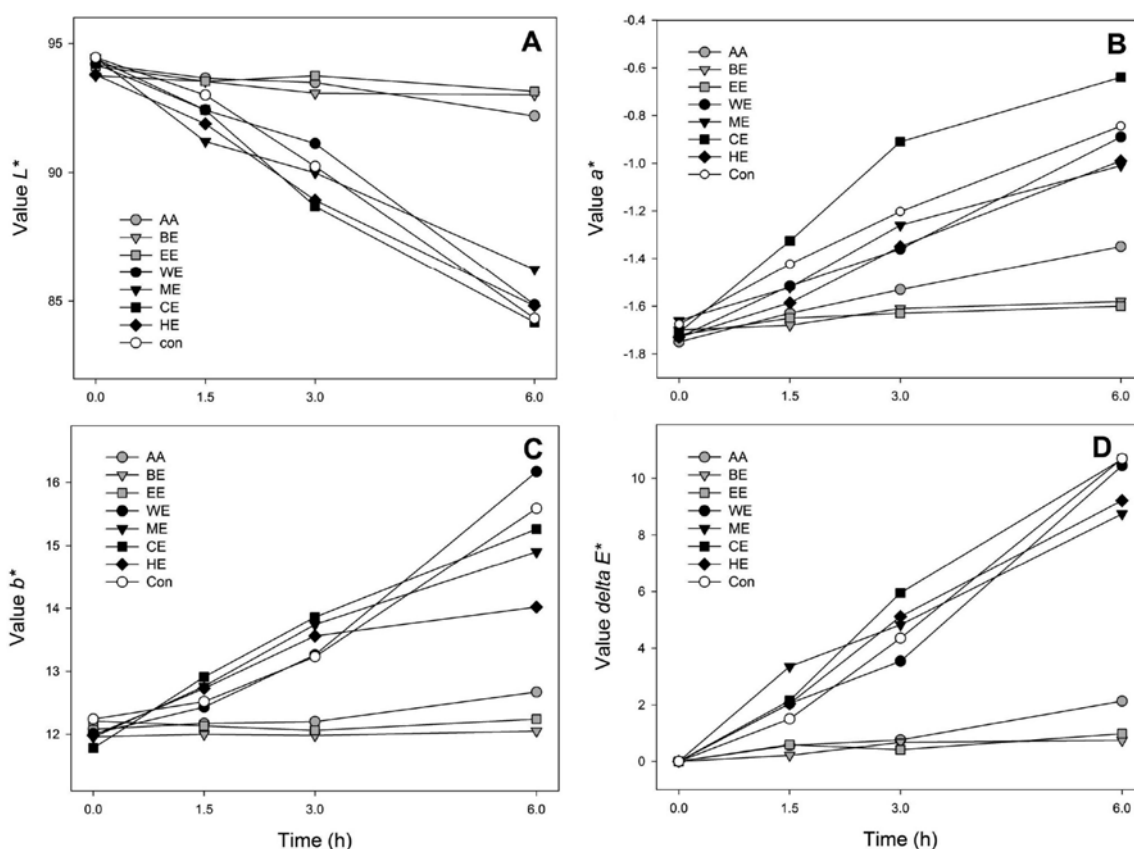 A
Value L*
95
90
85
AA
BE
EE
WE
ME
CE
HE
con
0.0 1.5 3.0 6.0
B
Value a*
-0.4
-0.6
-0.8
-1.0
-1.2
-1.4
-1.6
-1.8
AA
BE
EE
WE
ME
CE
HE
Con
0.0 1.5 3.0 6.0
C
Value b*
16
15
14
13
12
AA
BE
EE
WE
ME
CE
HE
Con
0.0 1.5 3.0 6.0
Time (h)
D
Value delta E*
10
8
6
4
2
0
AA
BE
EE
WE
ME
CE
HE
Con
0.0 1.5 3.0 6.0
Time (h)